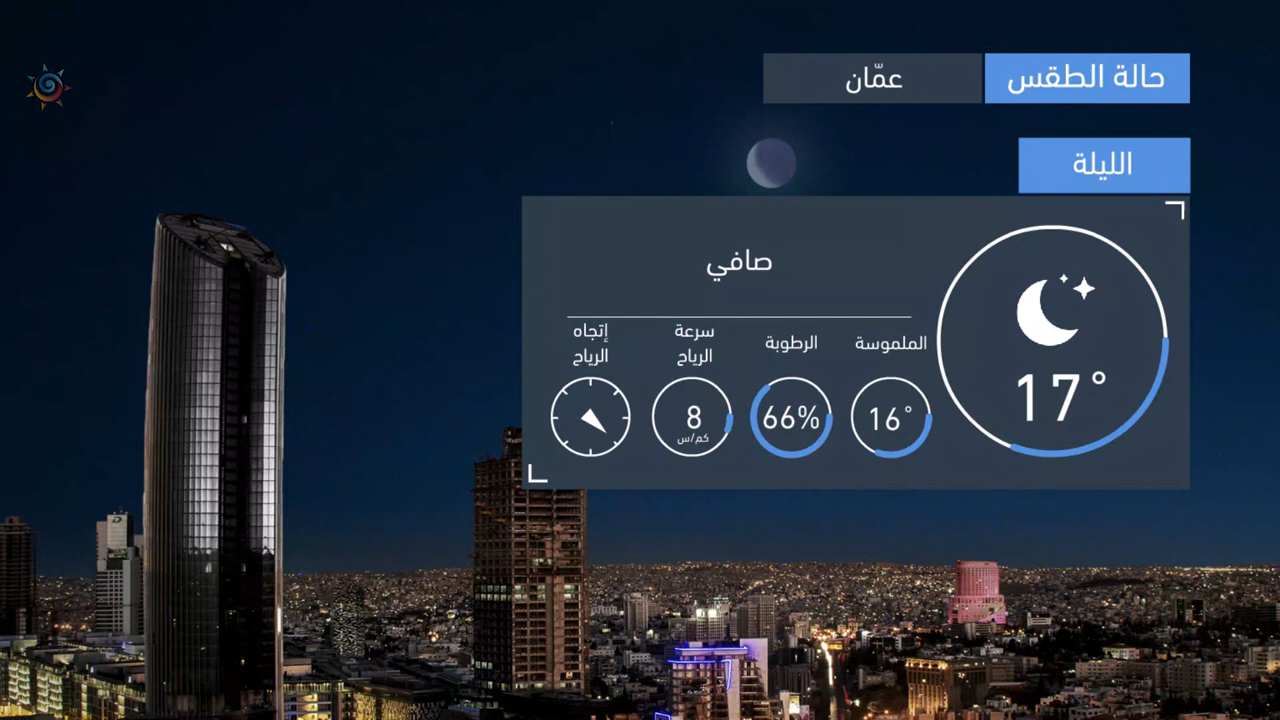 حالة الطقس
عمّان
الليلة
صافي
17°
الملموسة
16°
الرطوبة
66%
سرعة
الرياح
8
كم/س
إتجاه
الرياح